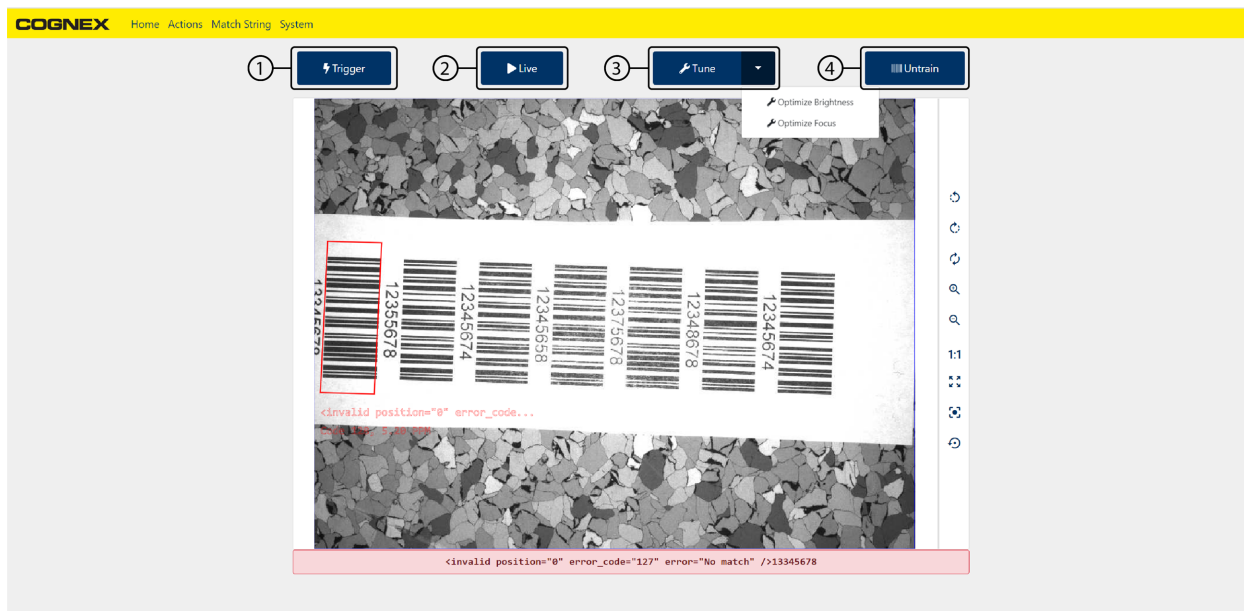 COGNEX Home Actions Match String System
1 Trigger 2 Live 3 Tune 4 Untrain
Optimize Brightness
Optimize Focus
12355678
12345674
12345658
12375678
12348678
12345674
<invalid position="0" error_code...
<invalid position="0" error_code="127" error="No match" />13345678
1:1